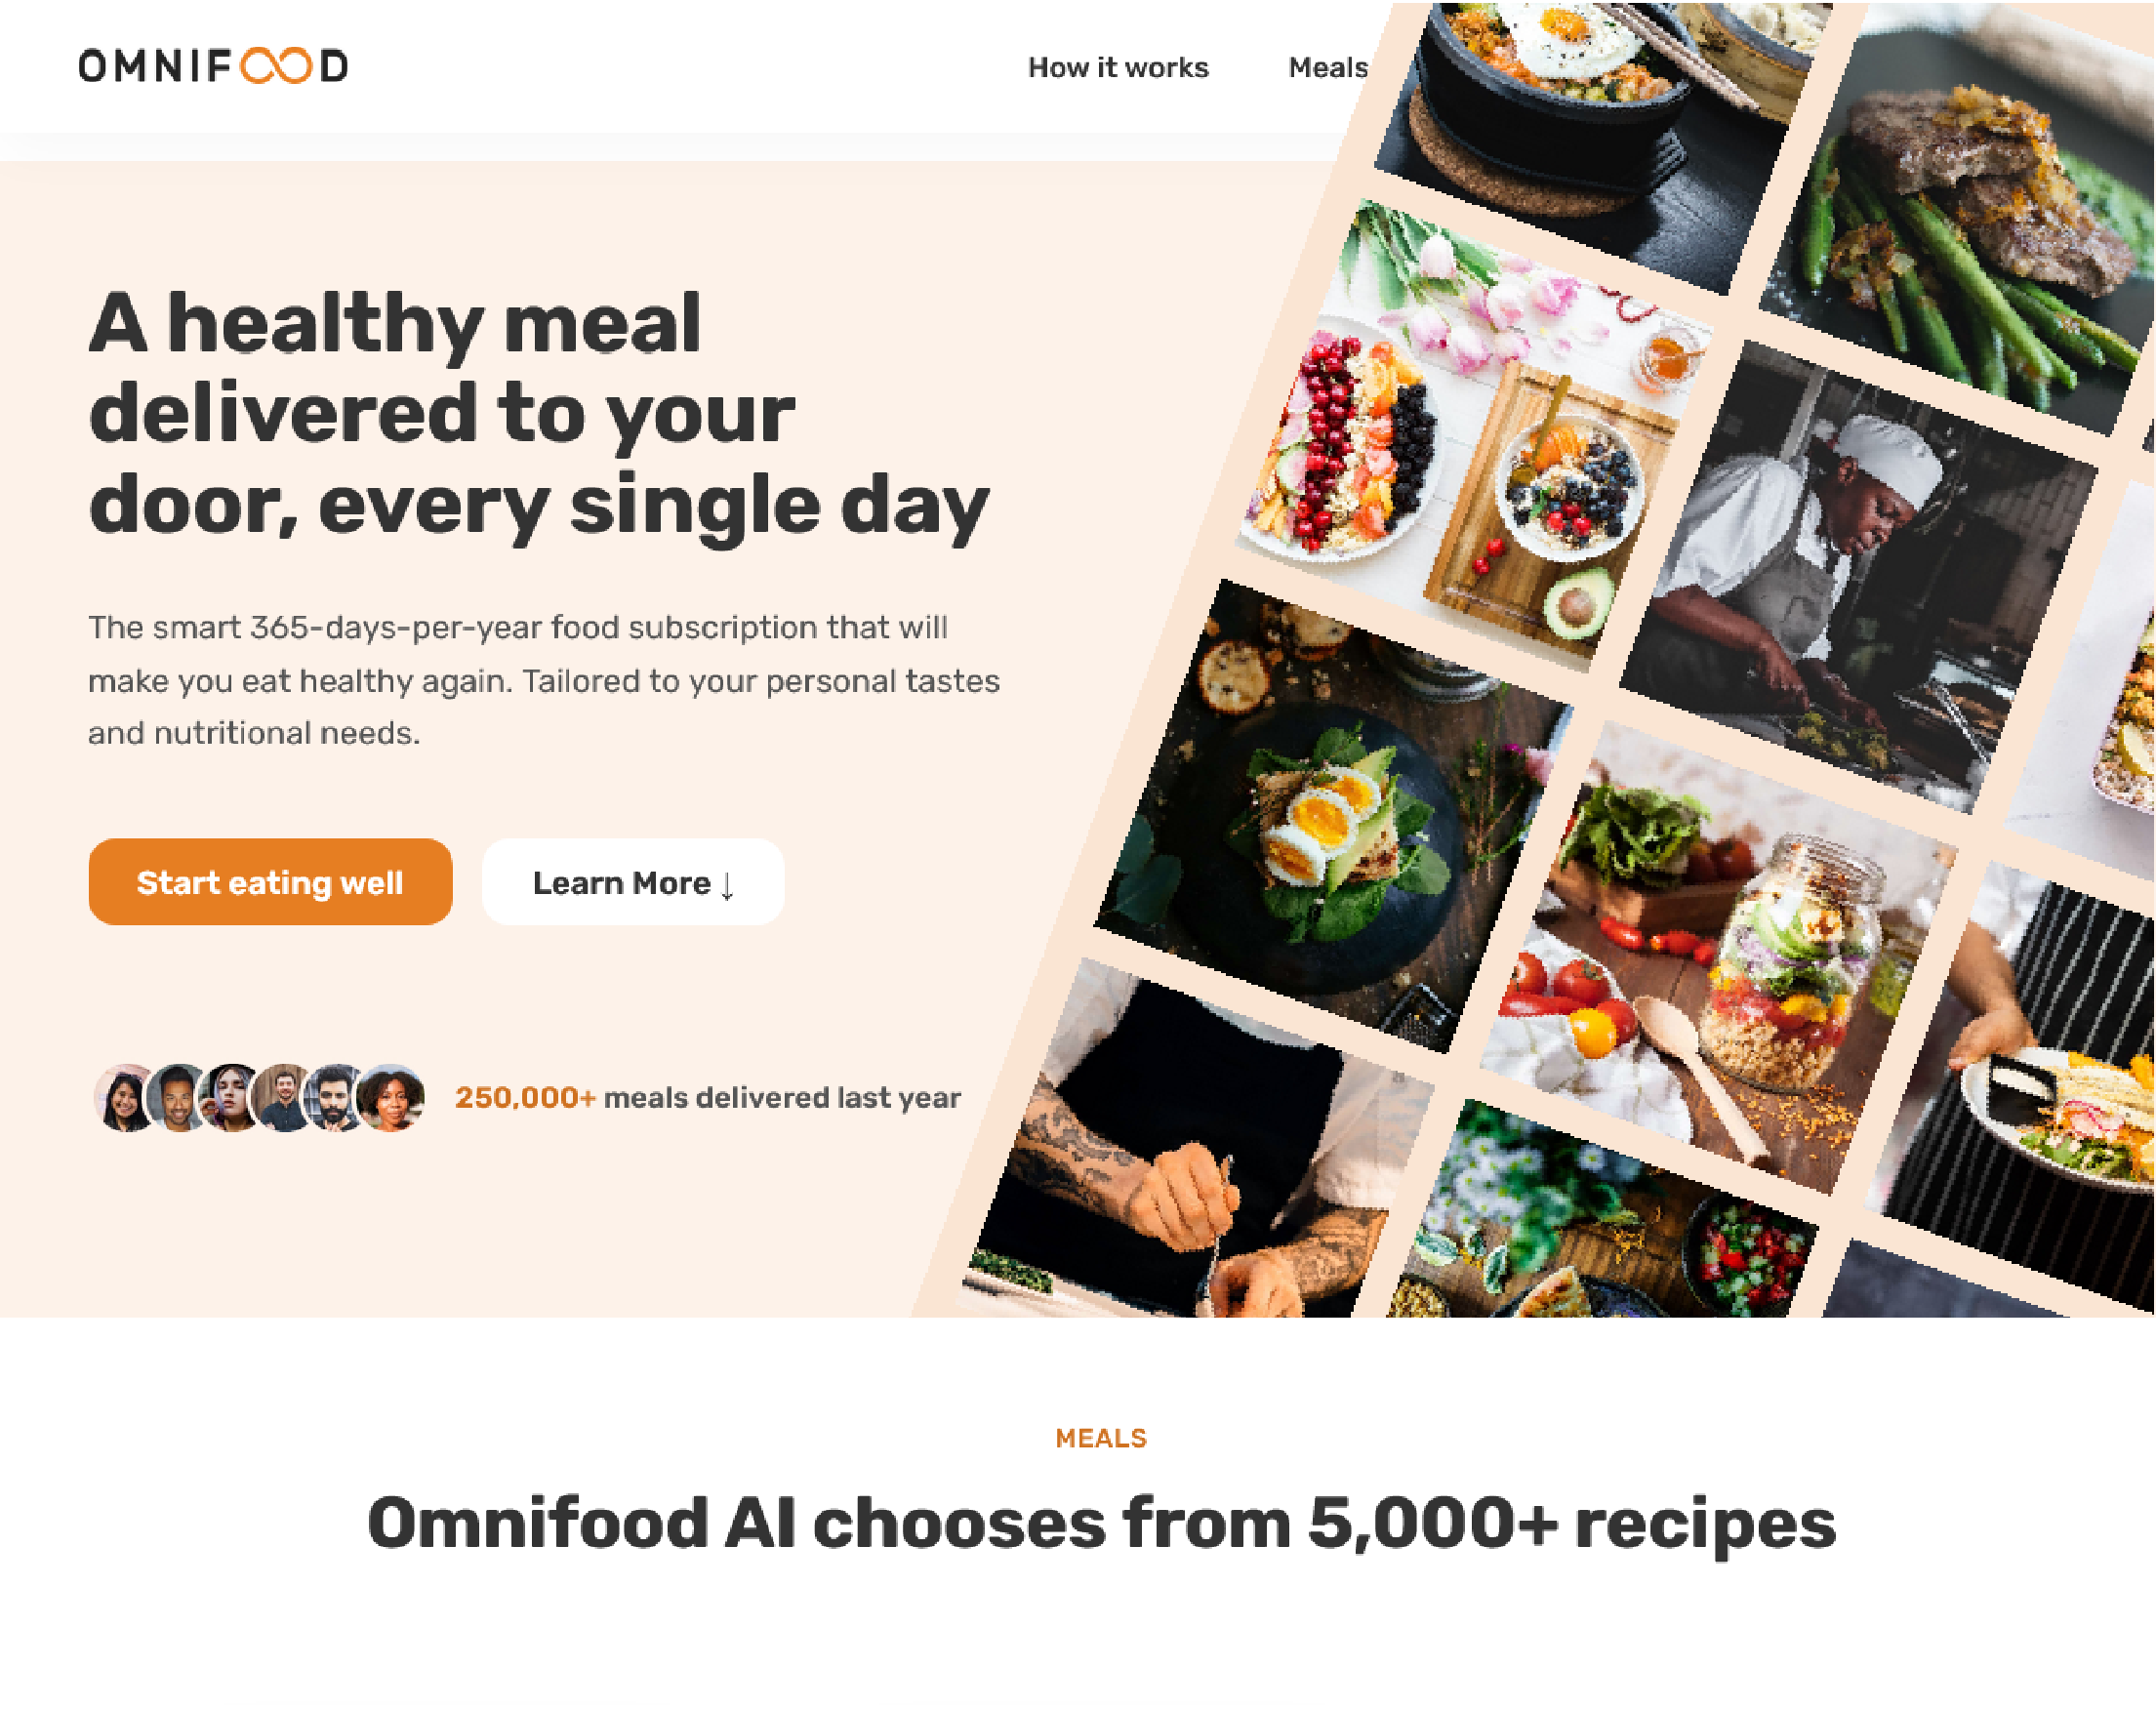 OMNIFOOD
How it works
Meals
A healthy meal
delivered to your
door, every single day
The smart 365-days-per-year food subscription that will
make you eat healthy again. Tailored to your personal tastes
and nutritional needs.
Start eating well
Learn More ↓
250,000+ meals delivered last year
MEALS
Omnifood AI chooses from 5,000+ recipes